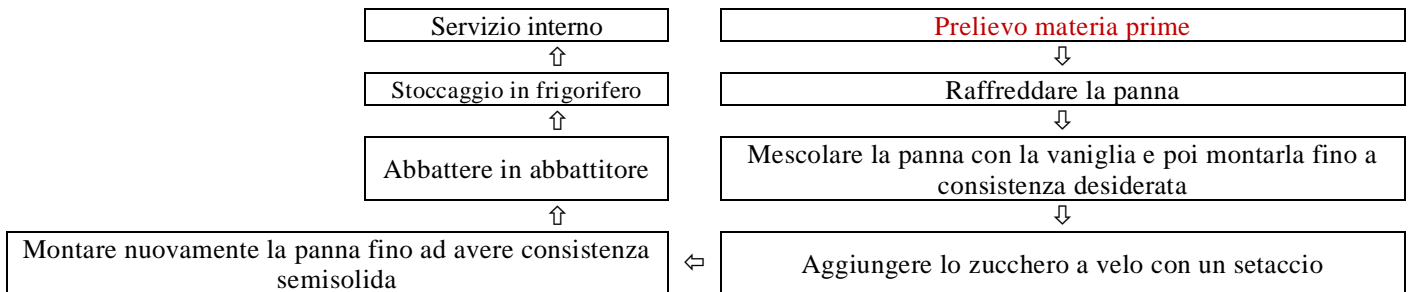 Servizio interno
Prelievo materia prime
Stoccaggio in frigorifero
Raffreddare la panna
Abbattere in abbattitore
Mescolare la panna con la vaniglia e poi montarla fino a
consistenza desiderata
Montare nuovamente la panna fino ad avere consistenza
semisolida
Aggiungere lo zucchero a velo con un setaccio